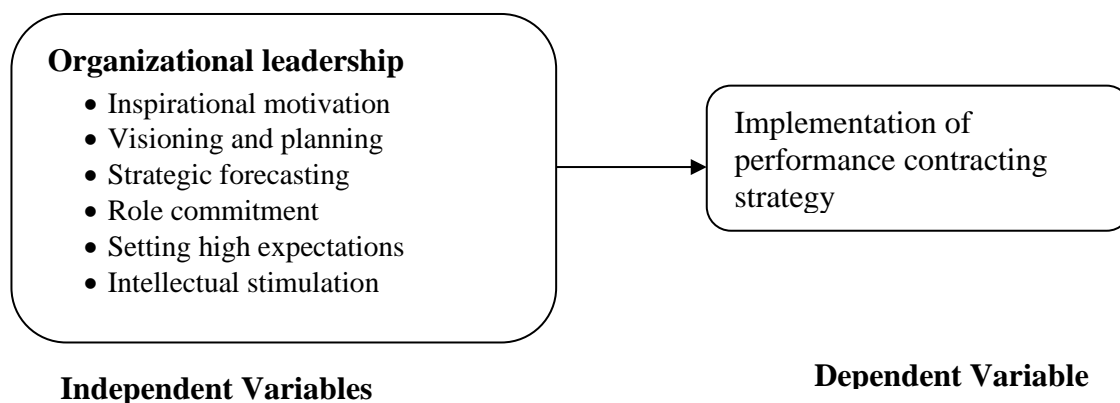 Organizational leadership
• Inspirational motivation
• Visioning and planning
• Strategic forecasting
• Role commitment
• Setting high expectations
• Intellectual stimulation
Implementation of
performance contracting
strategy
Independent Variables
Dependent Variable